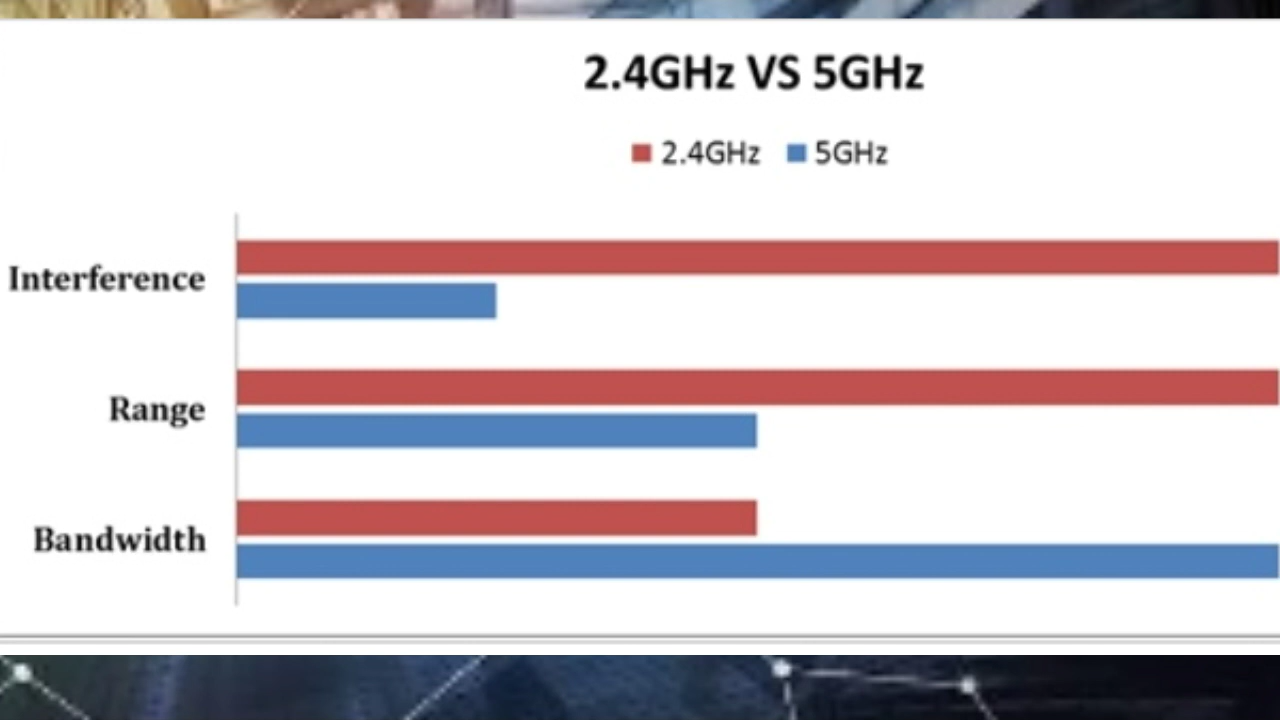 2.4GHz VS 5GHz
2.4GHz 5GHz
Interference
Range
Bandwidth